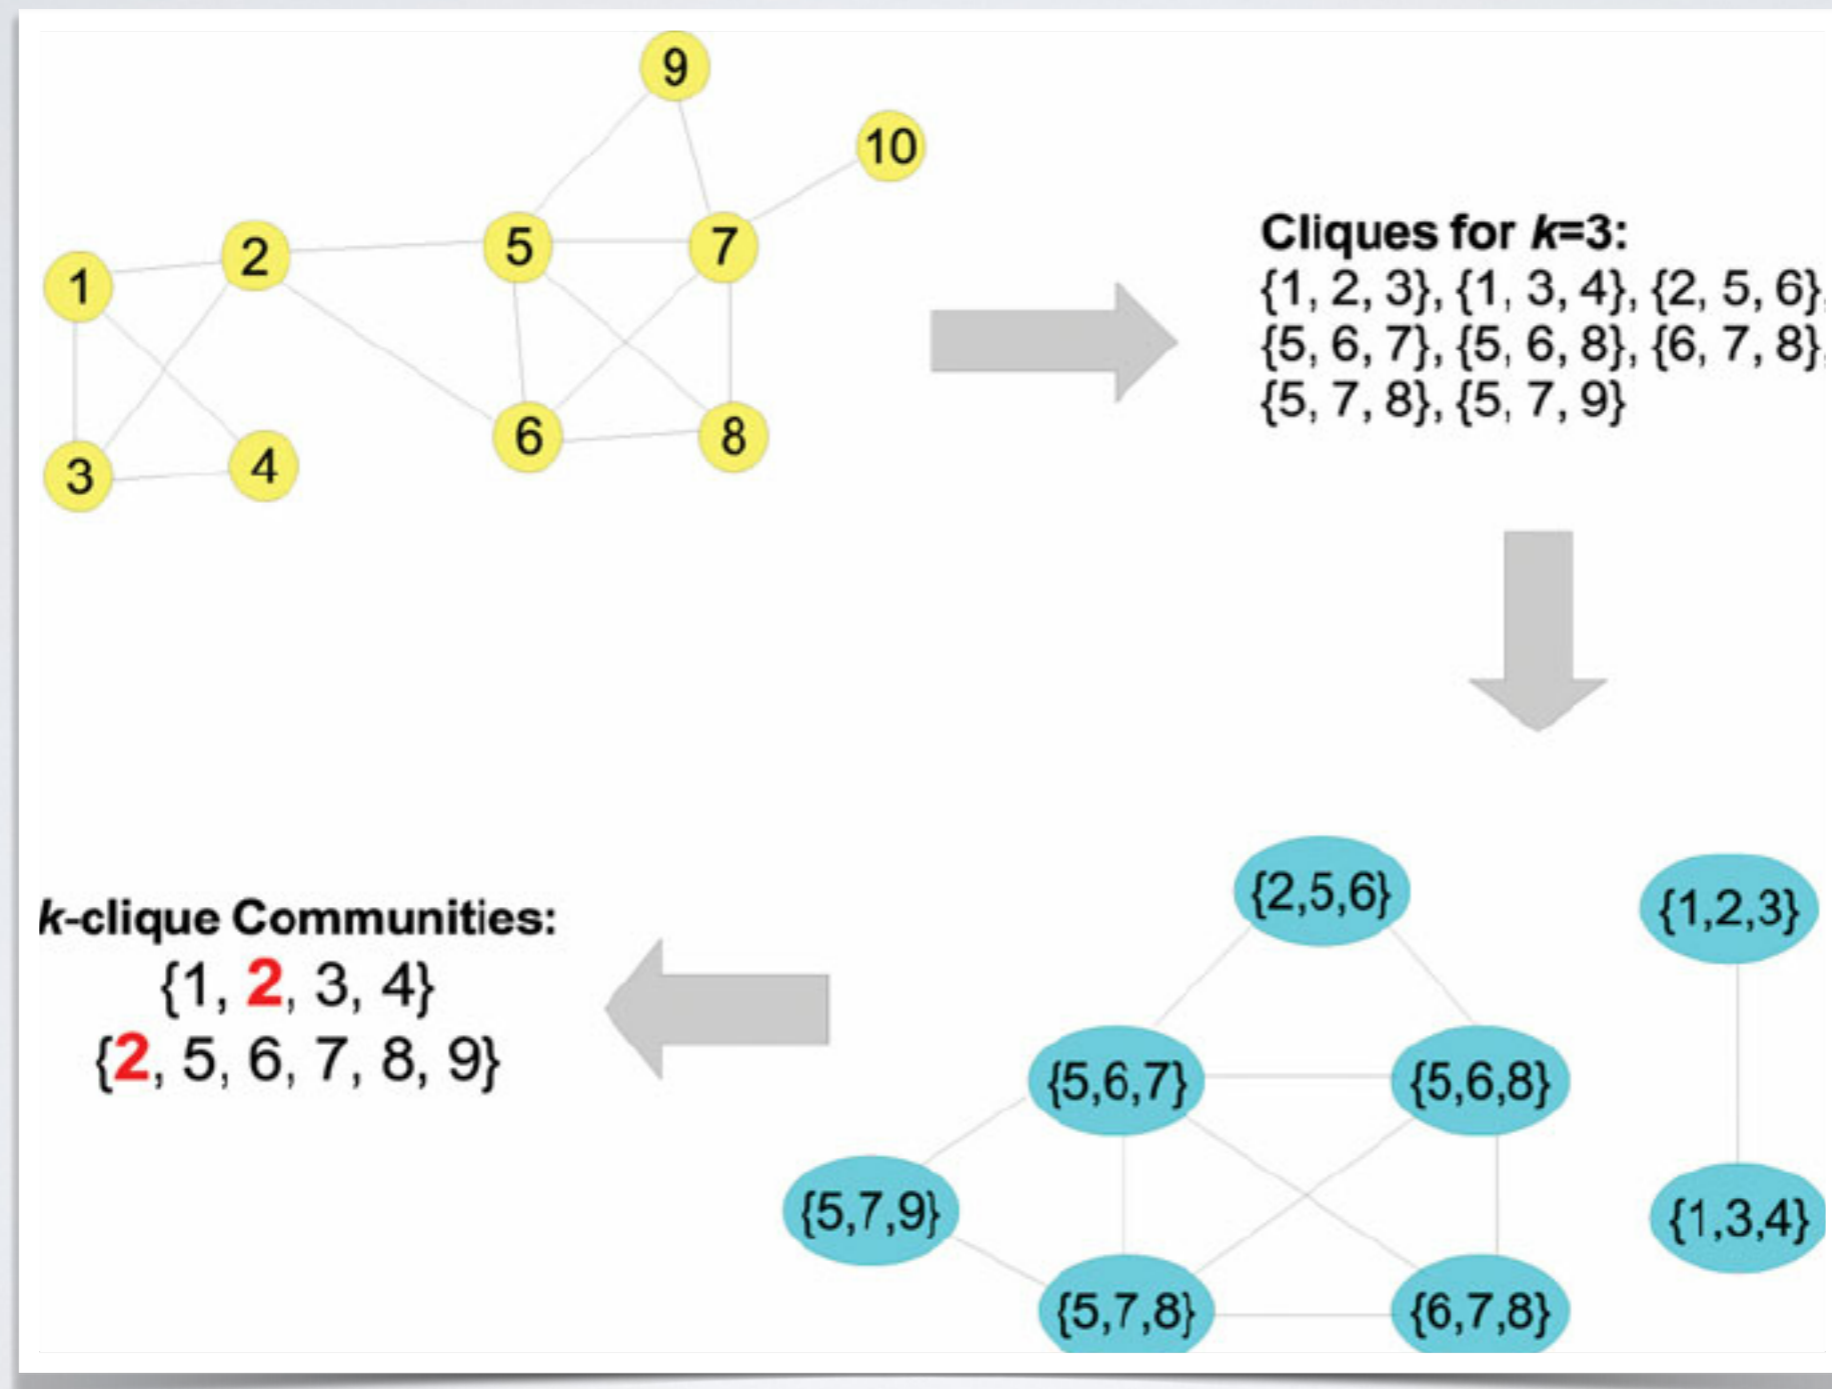 9
10
1
2
5
7
3
4
6
8
Cliques for k=3:
{1, 2, 3}, {1, 3, 4}, {2, 5, 6},
{5, 6, 7}, {5, 6, 8}, {6, 7, 8},
{5, 7, 8}, {5, 7, 9}
{2,5,6}
{1,2,3}
{5,6,7}
{5,6,8}
{5,7,9}
{1,3,4}
{5,7,8}
{6,7,8}
k-clique Communities:
{1, 2, 3, 4}
{2, 5, 6, 7, 8, 9}